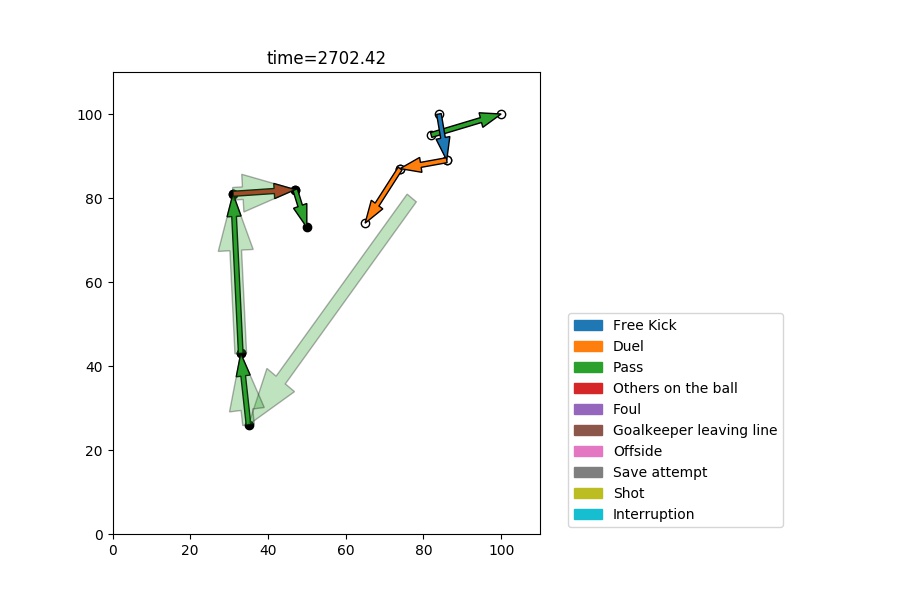 time=2702.42
100
80
60
40
20
0
0 20 40 60 80 100
Free Kick
Duel
Pass
Others on the ball
Foul
Goalkeeper leaving line
Offside
Save attempt
Shot
Interruption